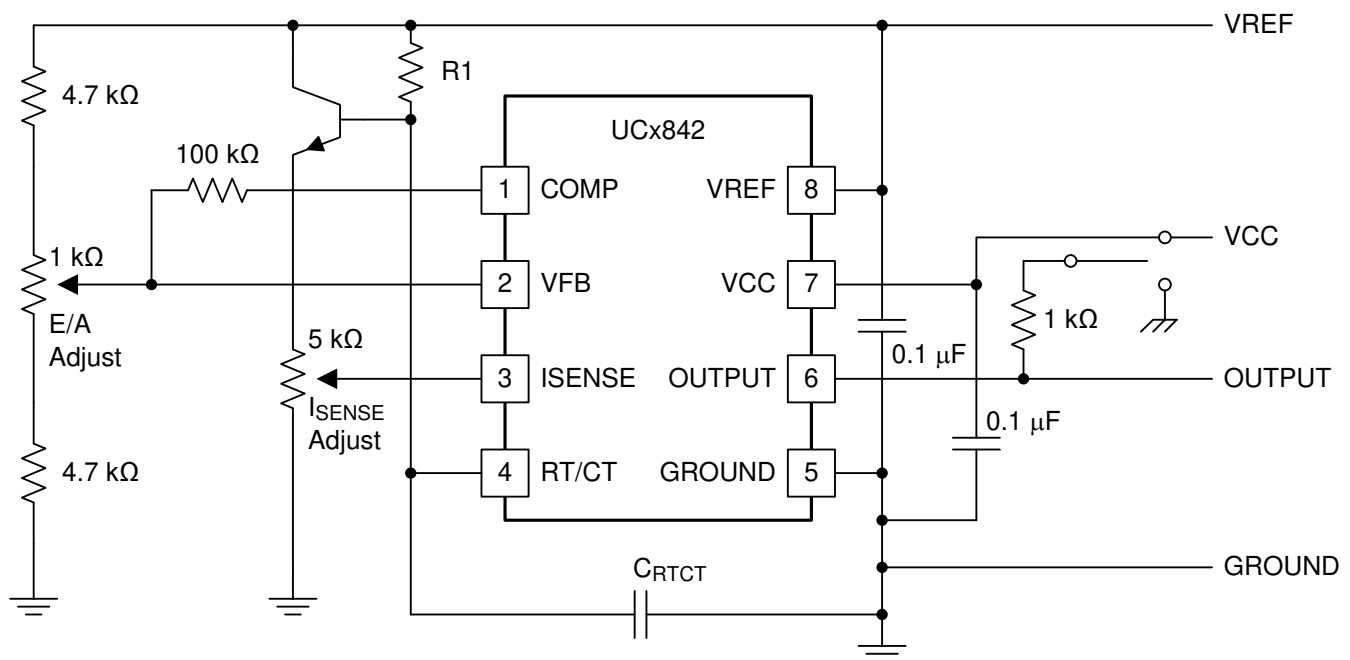 VREF
R1
4.7 kΩ
UCx842
100 kΩ
1 COMP VREF 8
VCC
1 kΩ
2 VFB VCC 7
1 kΩ
E/A
Adjust
0.1 μF
5 kΩ
3 ISENSE OUTPUT 6
OUTPUT
ISENSE
Adjust
0.1 μF
4.7 kΩ
4 RT/CT GROUND 5
CRTCT
GROUND